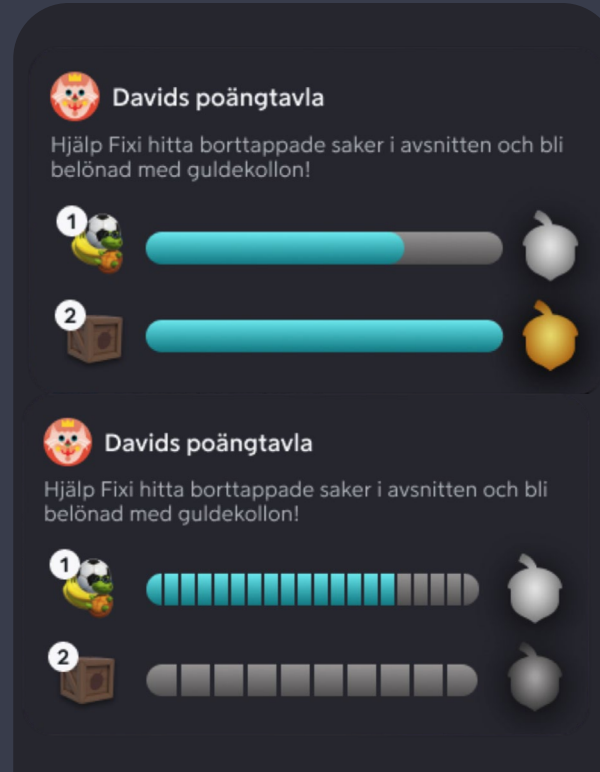 Davids poängtavla
Hjälp Fixi hitta borttappade saker i avsnitten och bli
belönad med guldekollon!
1
2
Davids poängtavla
Hjälp Fixi hitta borttappade saker i avsnitten och bli
belönad med guldekollon!
1
2